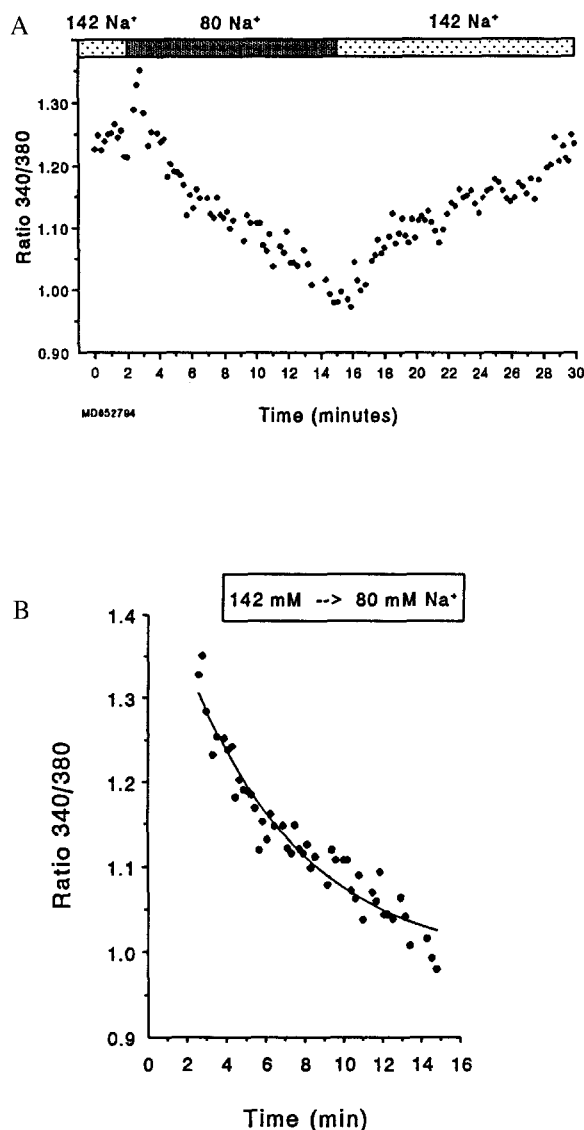 A
142 Na⁺ 80 Na⁺ 142 Na⁺
1.30
1.20
1.10
1.00
0.90
Ratio 340/380
0 2 4 6 8 10 12 14 16 18 20 22 24 26 28 30
MD652794
Time (minutes)
B
142 mM --> 80 mM Na⁺
1.4
1.3
1.2
1.1
1.0
0.9
Ratio 340/380
0 2 4 6 8 10 12 14 16
Time (min)